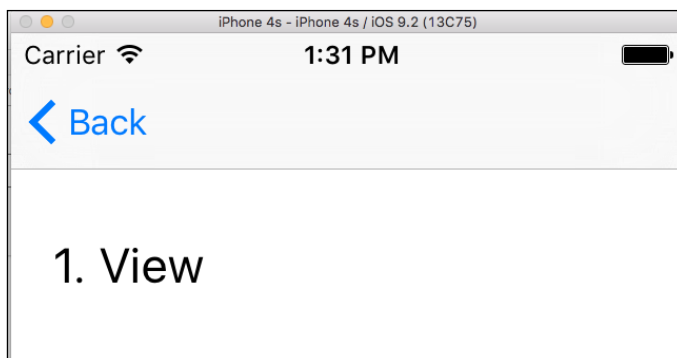 iPhone 4s - iPhone 4s / iOS 9.2 (13C75)
Carrier 1:31 PM
Back
1. View